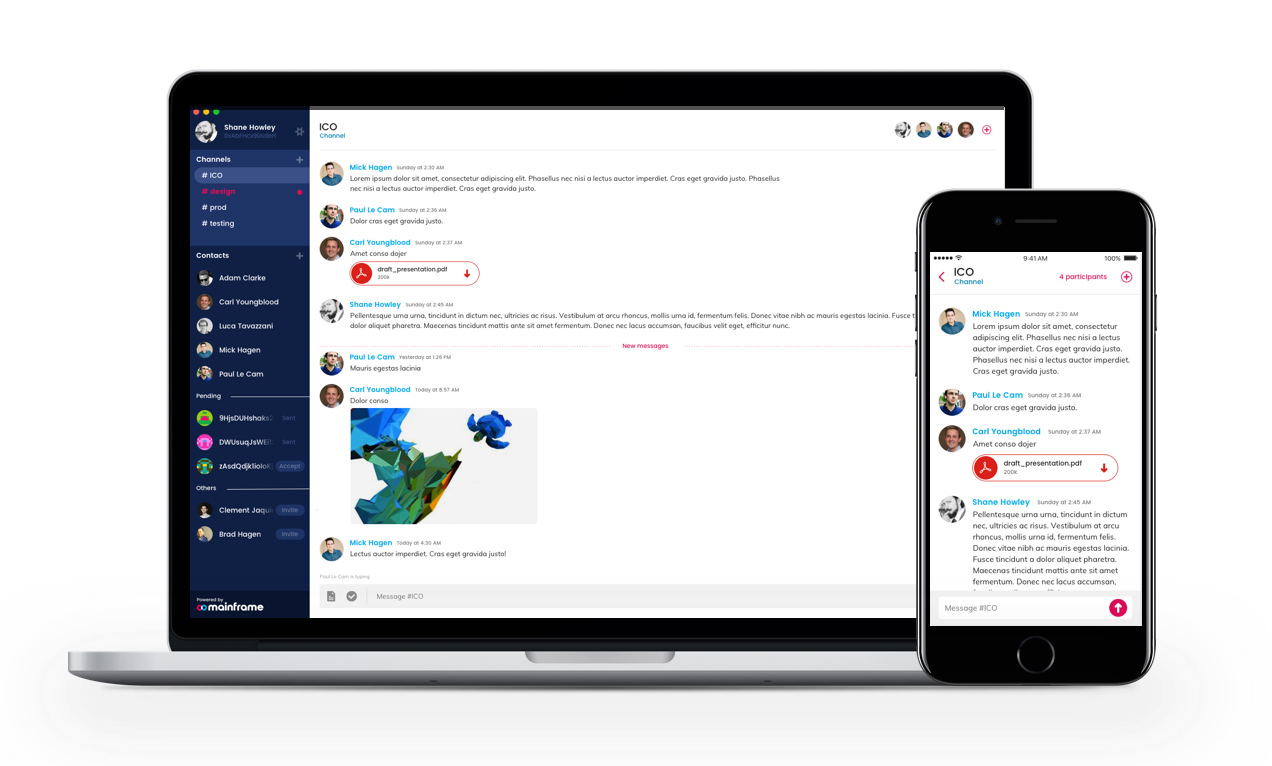 Shane Howley
ICO
Channel
Channels
+
# ICO
# design
# prod
# testing
Contacts
+
Adam Clarke
Carl Youngblood
Luca Tavazzani
Mick Hagen
Paul Le Cam
Pending
9HjsDUHshaks
Sent
DWUsuqJsWE
Sent
zAsdQdjk1ioIoK
Accept
Others
Clement Jaqui
Invite
Brad Hagen
Invite
Powered by
mainframe
Mick Hagen Sunday at 2:30 AM
Lorem ipsum dolor sit amet, consectetur adipiscing elit. Phasellus nec nisi a lectus auctor imperdiet. Cras eget gravida justo. Phasellus
nec nisi a lectus auctor imperdiet. Cras eget gravida justo.
Paul Le Cam Sunday at 2:36 AM
Dolor cras eget gravida justo.
Carl Youngblood Sunday at 2:37 AM
Amet conso dojer
draft_presentation.pdf
200k
Shane Howley Sunday at 2:45 AM
Pellentesque urna urna, tincidunt in dictum nec, ultricies ac risus. Vestibulum at arcu rhoncus, mollis urna id, fermentum felis. Donec vitae nibh ac mauris egestas lacinia. Fusce t
dolor aliquet pharetra. Maecenas tincidunt mattis ante sit amet fermentum. Donec nec lacus accumsan, faucibus velit eget, efficitur nunc.
New messages
Paul Le Cam Yesterday at 1:26 PM
Mauris egestas lacinia
Carl Youngblood Today at 8:57 AM
Dolor conso
Mick Hagen Today at 4:30 AM
Lectus auctor imperdiet. Cras eget gravida justo!
Paul Le Cam is typing
Message #ICO
9:41 AM
100%
ICO
Channel
4 participants
Mick Hagen Sunday at 2:30 AM
Lorem ipsum dolor sit amet, consectetur
adipiscing elit. Phasellus nec nisi a lectus
auctor imperdiet. Cras eget gravida justo.
Phasellus nec nisi a lectus auctor imperdiet.
Cras eget gravida justo.
Paul Le Cam Sunday at 2:36 AM
Dolor cras eget gravida justo.
Carl Youngblood Sunday at 2:37 AM
Amet conso dojer
draft_presentation.pdf
200k
Shane Howley Sunday at 2:45 AM
Pellentesque urna urna, tincidunt in dictum
nec, ultricies ac risus. Vestibulum at arcu
rhoncus, mollis urna id, fermentum felis.
Donec vitae nibh ac mauris egestas lacinia.
Fusce tincidunt a dolor aliquet pharetra.
Maecenas tincidunt mattis ante sit amet
fermentum. Donec nec lacus accumsan,
Message #ICO